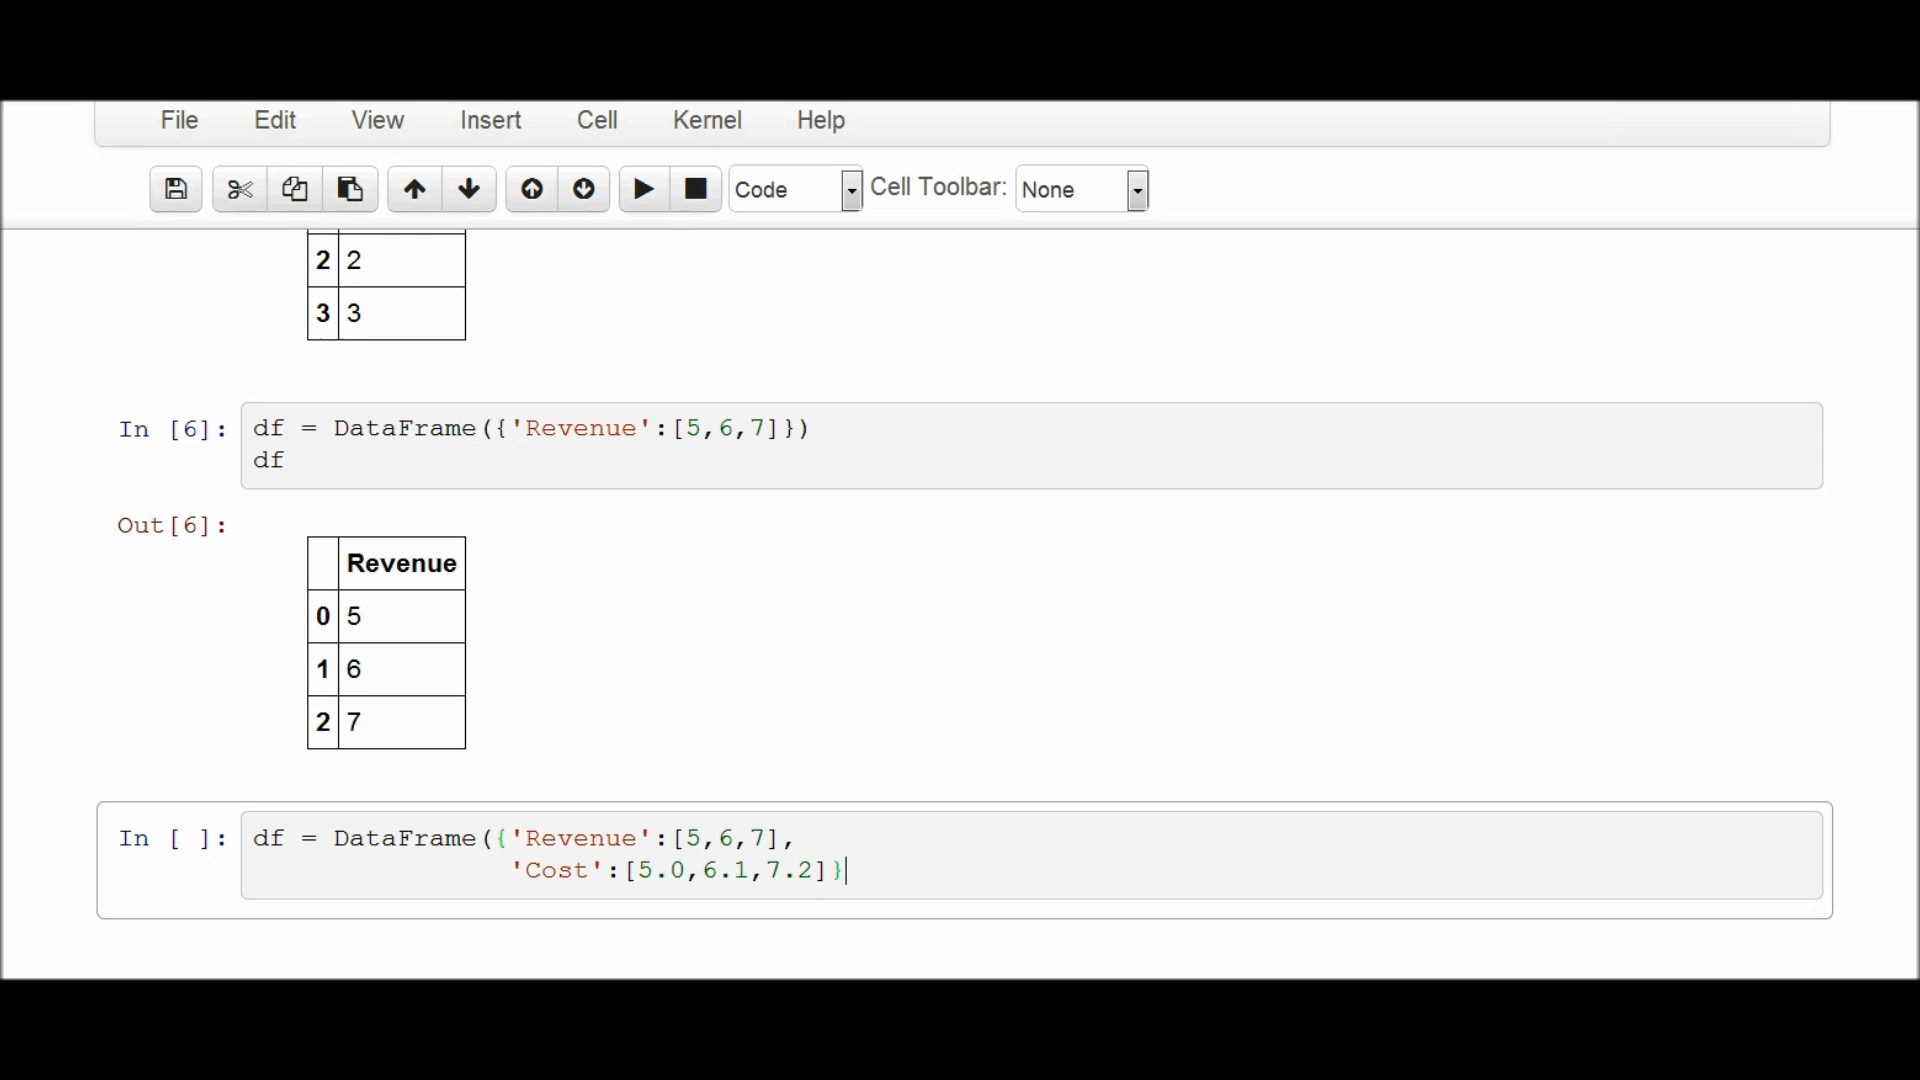 File Edit View Insert Cell Kernel Help
Code Cell Toolbar: None
2 2
3 3
In [6]: df = DataFrame({'Revenue':[5,6,7]})
df
Out[6]:
Revenue
0 5
1 6
2 7
In [ ]: df = DataFrame({'Revenue':[5,6,7],
'Cost':[5.0,6.1,7.2]}